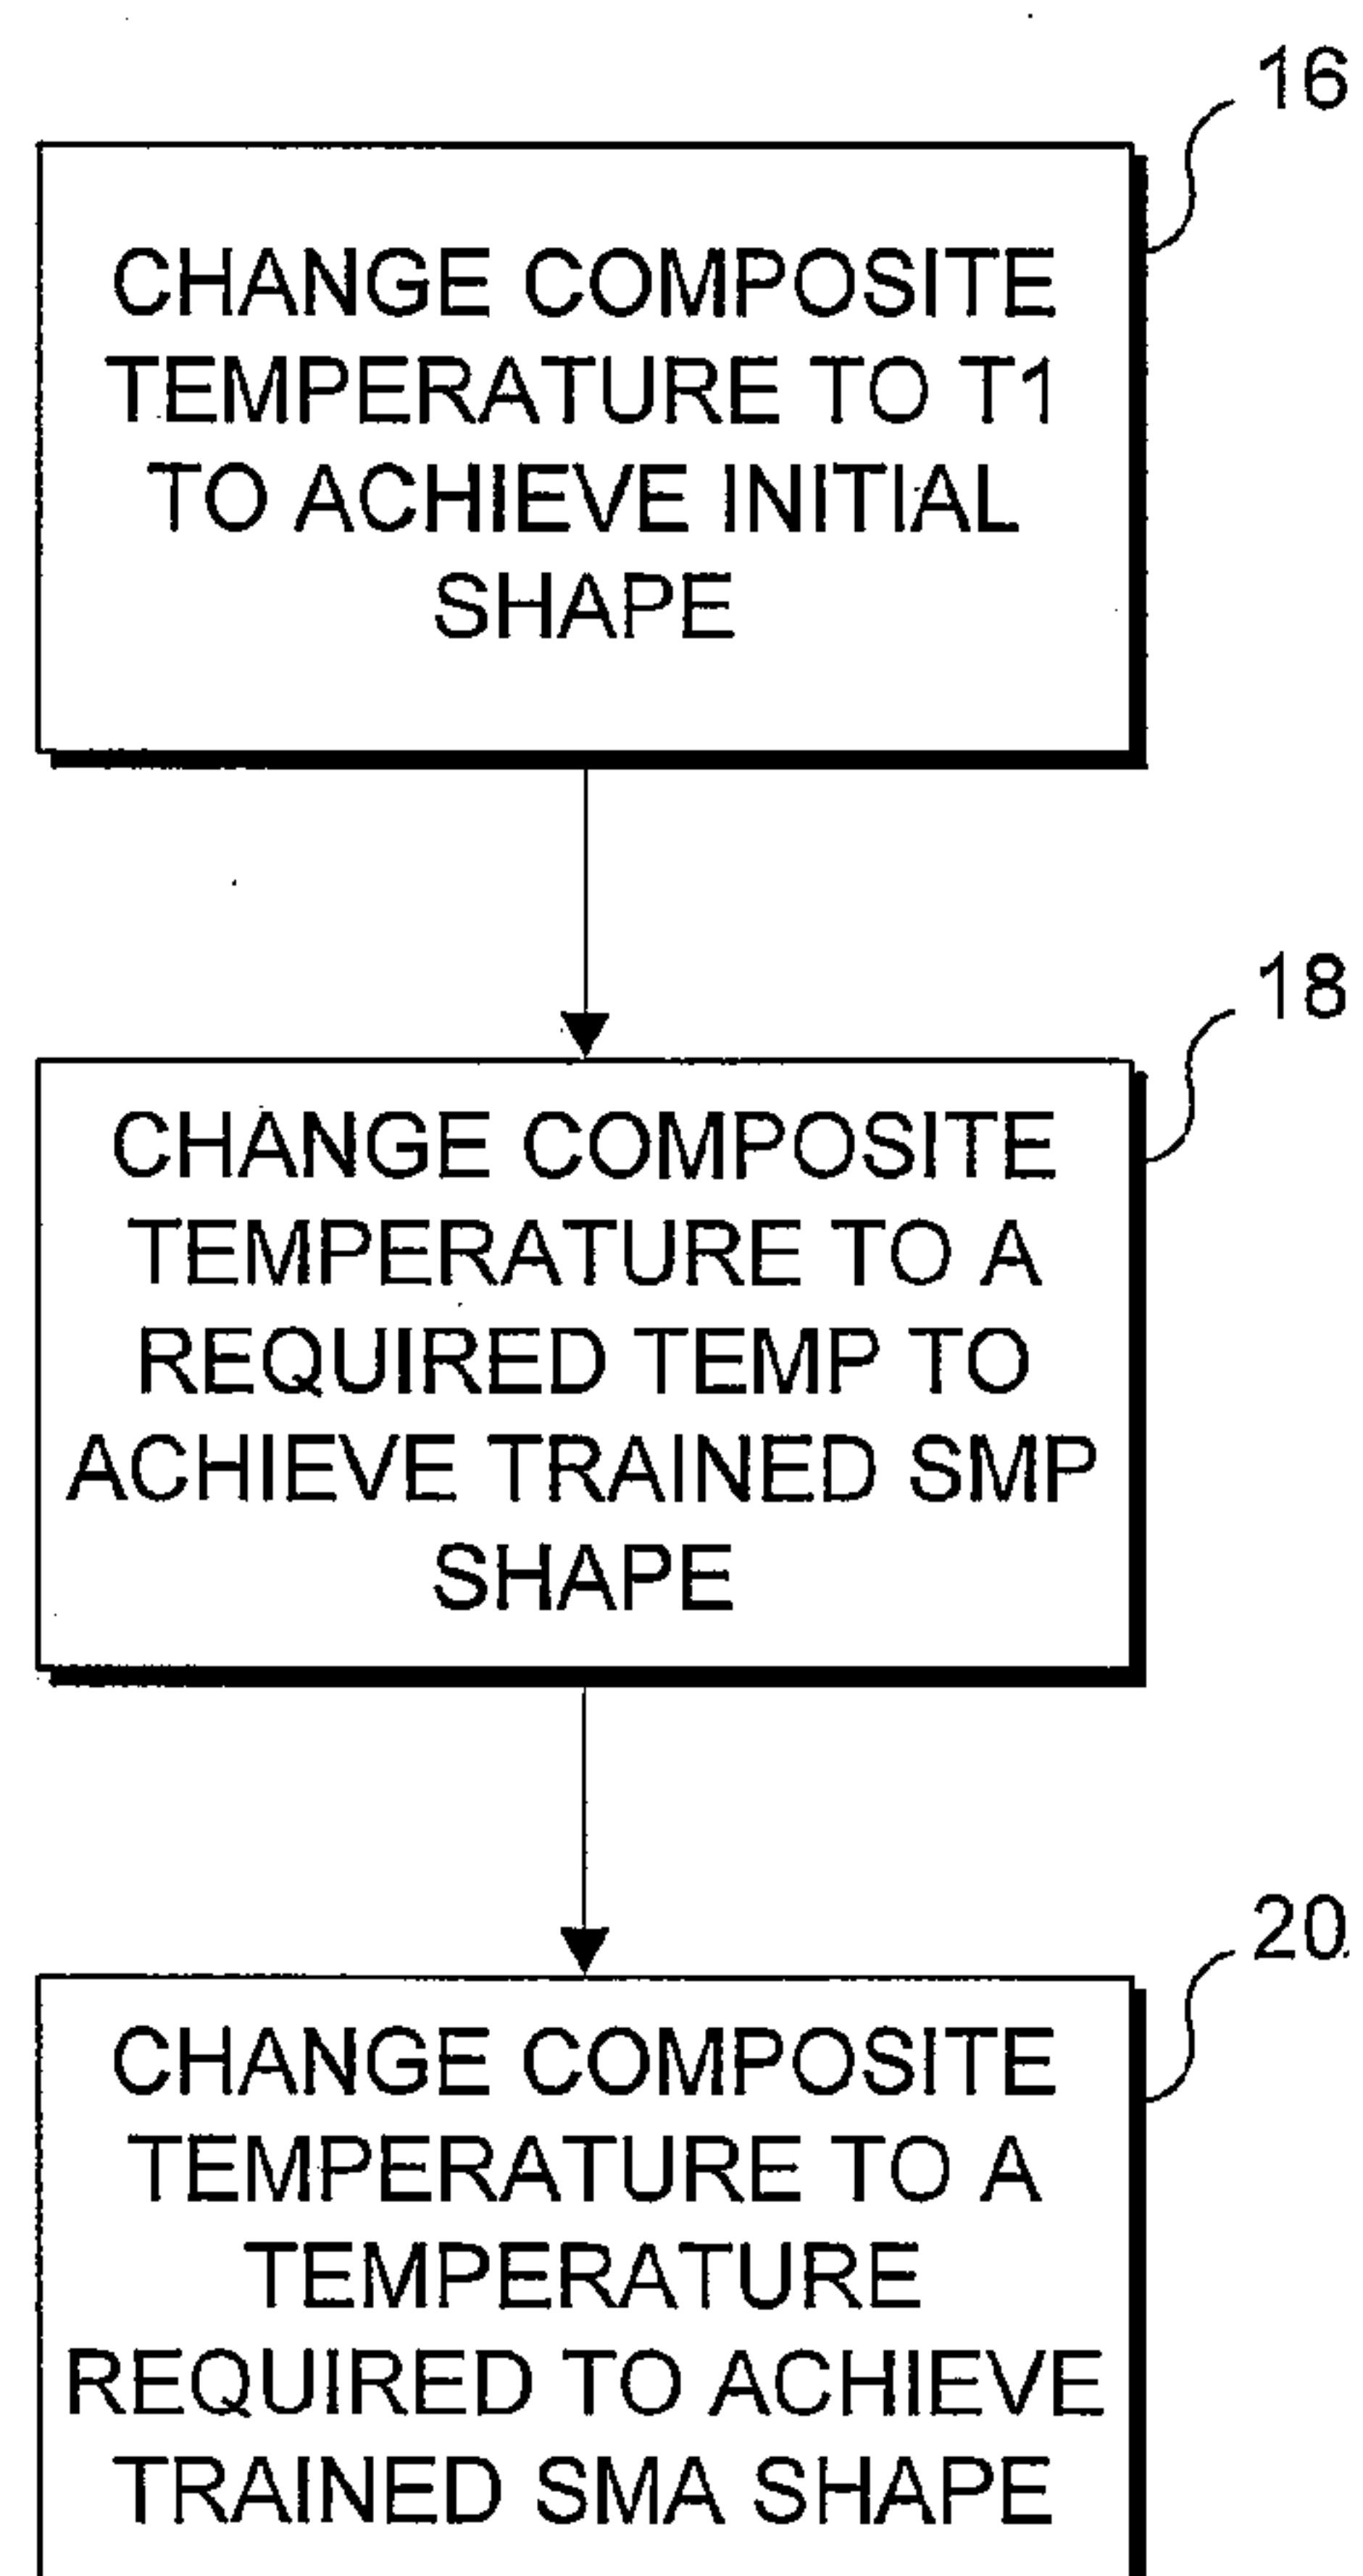 16
CHANGE COMPOSITE
TEMPERATURE TO T1
TO ACHIEVE INITIAL
SHAPE
18
CHANGE COMPOSITE
TEMPERATURE TO A
REQUIRED TEMP TO
ACHIEVE TRAINED SMP
SHAPE
20
CHANGE COMPOSITE
TEMPERATURE TO A
TEMPERATURE
REQUIRED TO ACHIEVE
TRAINED SMA SHAPE